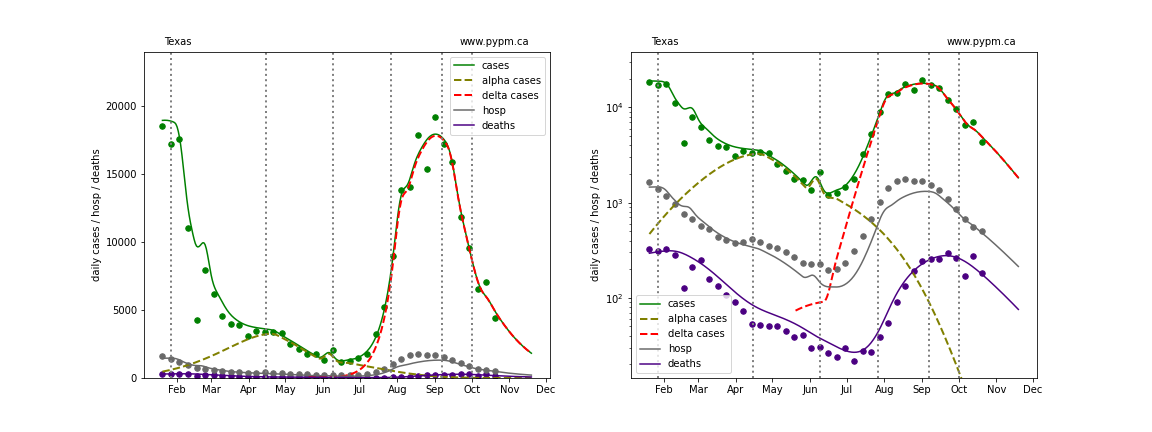 Texas www.pypm.ca
daily cases / hosp / deaths
20000
15000
10000
5000
0
cases
alpha cases
delta cases
hosp
deaths
Feb Mar Apr May Jun Jul Aug Sep Oct Nov Dec
Texas www.pypm.ca
daily cases / hosp / deaths
10⁴
10³
10²
cases
alpha cases
delta cases
hosp
deaths
Feb Mar Apr May Jun Jul Aug Sep Oct Nov Dec